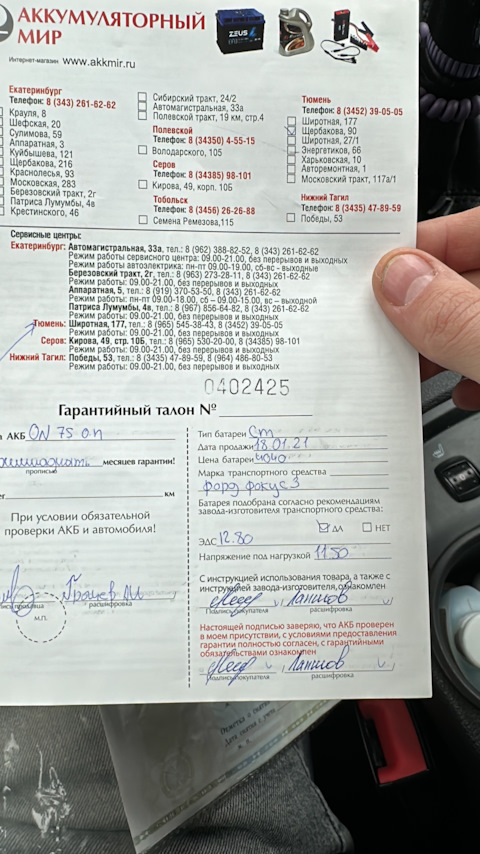 АККУМУЛЯТОРНЫЙ
МИР
Интернет-магазин www.akkmir.ru
ZEUS
Екатеринбург
Телефон: 8 (343) 261-62-62
Крауля, 8
Шефская, 20
Сулимова, 59
Аппаратная, 3
Куйбышева, 121
Щербакова, 21б
Краснолесья, 93
Московская, 283
Березовский тракт, 2г
Патриса Лумумбы, 4в
Крестинского, 46
Сибирский тракт, 24/2
Автомагистральная, 33а
Полевской тракт, 19 км, стр.4
Полевской
Телефон: 8 (34350) 4-55-15
Володарского, 105
Серов
Телефон: 8 (34385) 98-101
Кирова, 49, корп. 10Б
Тобольск
Телефон: 8 (3456) 26-26-88
Семена Ремезова,115
Тюмень
Телефон: 8 (3452) 39-05-05
Широтная, 177
Щербакова, 90
Широтная, 27/1
Энергетиков, 66
Харьковская, 10
Авторемонтная, 1
Московский тракт, 117а/1
Нижний Тагил
Телефон: 8 (3435) 47-89-59
Победы, 53
Сервисные центры:
Екатеринбург: Автомагистральная, 33а, тел.: 8 (962) 388-82-52, 8 (343) 261-62-62
Режим работы сервисного центра: 09.00-21.00, без перерывов и выходных
Режим работы автоэлектрика: пн-пт 09.00-19.00, сб-вс - выходные
Березовский тракт, 2г, тел.: 8 (963) 273-28-11, 8 (343) 261-62-62
Режим работы: 09.00-21.00, без перерывов и выходных
Аппаратная, 5, тел.: 8 (919) 370-53-50, 8 (343) 261-62-62
Режим работы: пн-пт 09.00-18.00, сб – 09.00-15.00, вс – выходной
Патриса Лумумбы, 4в, тел.: 8 (967) 856-64-82, 8 (343) 261-62-62
Режим работы: 09.00-21.00, без перерывов и выходных
Тюмень: Широтная, 177, тел.: 8 (965) 545-38-43, 8 (3452) 39-05-05
Режим работы: 09.00-21.00, без перерывов и выходных
Серов: Кирова, 49, стр. 10Б, тел.: 8 (965) 530-20-00, 8 (34385) 98-101
Режим работы: 09.00-21.00, без перерывов и выходных
Нижний Тагил: Победы, 53, тел.: 8 (3435) 47-89-59, 8 (964) 486-80-53
Режим работы: 09.00-21.00, без перерывов и выходных
0402425
Гарантийный талон №
АКБ ON 75 о.п
месяцев гарантии!
прописью
км
При условии обязательной
проверки АКБ и автомобиля!
Грачев М.
расшифровка
М.П.
Тип батареи Cm
Дата продажи 18.01.21
Цена батареи 4040
Марка транспортного средства
форд фокус 3
Батарея подобрана согласно рекомендациям
завода-изготовителя транспортного средства:
ДА НЕТ
ЭДС 12.80
Напряжение под нагрузкой 11.50
С инструкцией использования товара, а также с
инструкцией завода-изготовителя, ознакомлен
Подпись покупателя расшифровка
Настоящей подписью заверяю, что АКБ проверен
в моем присутствии, с условиями предоставления
гарантии полностью согласен, с гарантийными
обязательствами ознакомлен
Подпись покупателя расшифровка